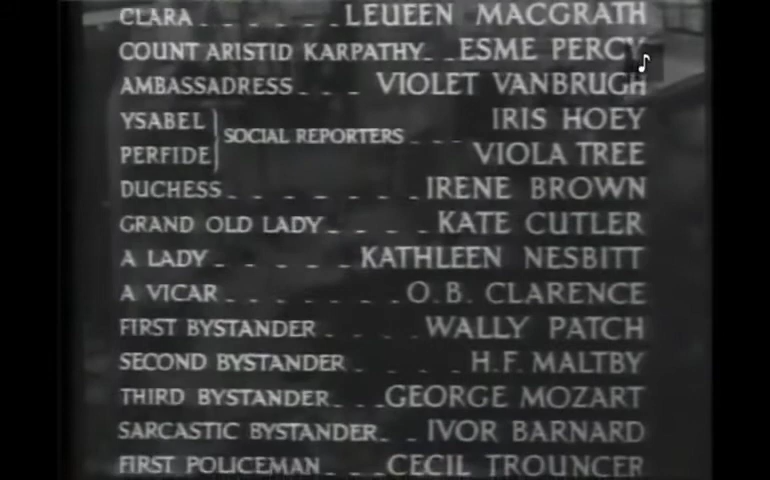 CLARA . . . . . . LEUEEN MACGRATH
COUNT ARISTID KARPATHY. . ESME PERCY
AMBASSADRESS . . . VIOLET VANBRUGH
YSABEL IRIS HOEY
SOCIAL REPORTERS . . .
PERFIDE VIOLA TREE
DUCHESS . . . . . . . IRENE BROWN
GRAND OLD LADY . . . . KATE CUTLER
A LADY . . . . . KATHLEEN NESBITT
A VICAR . . . . . . . O.B. CLARENCE
FIRST BYSTANDER . . . . WALLY PATCH
SECOND BYSTANDER . . . . H.F. MALTBY
THIRD BYSTANDER . . . GEORGE MOZART
SARCASTIC BYSTANDER . . IVOR BARNARD
FIRST POLICEMAN . . . CECIL TROUNCER